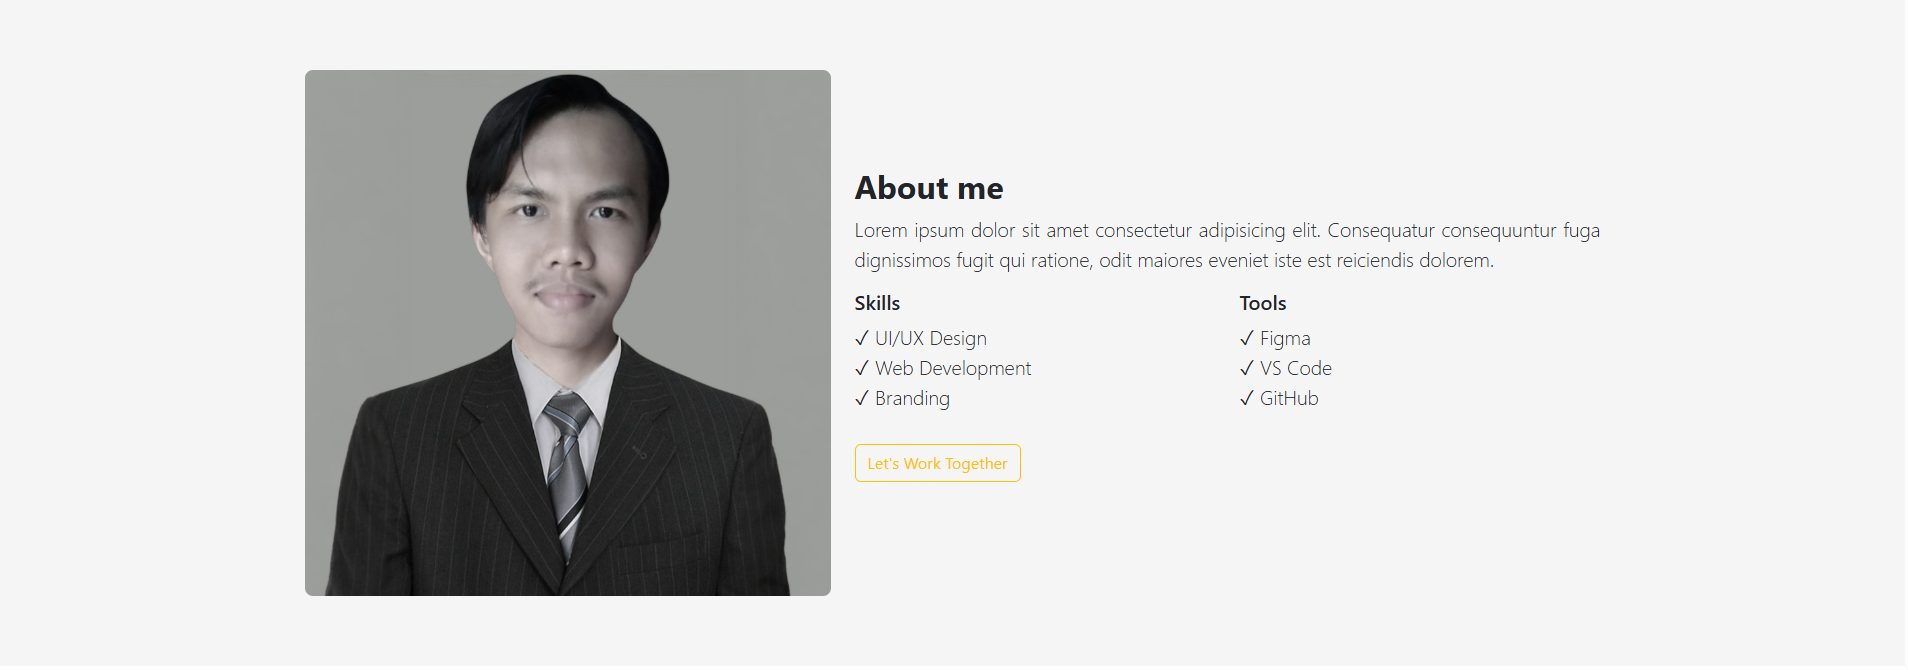 About me
Lorem ipsum dolor sit amet consectetur adipisicing elit. Consequatur consequuntur fuga
dignissimos fugit qui ratione, odit maiores eveniet iste est reiciendis dolorem.
Skills
✓ UI/UX Design
✓ Web Development
✓ Branding
Tools
✓ Figma
✓ VS Code
✓ GitHub
Let's Work Together